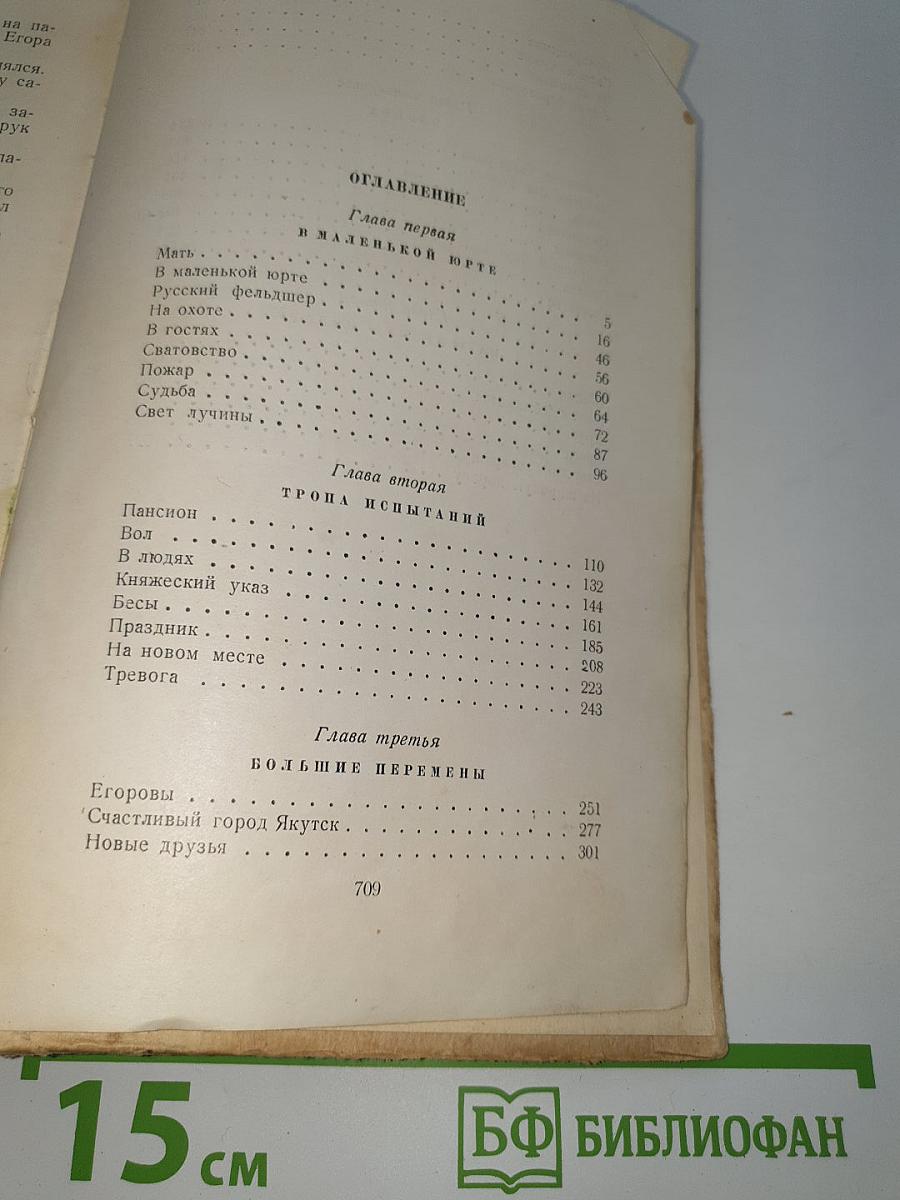 на па-
Егора
нялся.
у са-
за-
рук
па-
го
л
ОГЛАВЛЕНИЕ
Глава первая
В МАЛЕНЬКОЙ ЮРТЕ
Мать . . . . . . . . . . . . . . . . . . . 5
В маленькой юрте . . . . . . . . . . . . . . 16
Русский фельдшер . . . . . . . . . . . . . . 46
На охоте . . . . . . . . . . . . . . . . . . 56
В гостях . . . . . . . . . . . . . . . . . . 60
Сватовство . . . . . . . . . . . . . . . . . 64
Пожар . . . . . . . . . . . . . . . . . . . 72
Судьба . . . . . . . . . . . . . . . . . . . 87
Свет лучины . . . . . . . . . . . . . . . . . 96
Глава вторая
ТРОПА ИСПЫТАНИЙ
Пансион . . . . . . . . . . . . . . . . . . 110
Вол . . . . . . . . . . . . . . . . . . . . 132
В людях . . . . . . . . . . . . . . . . . . 144
Княжеский указ . . . . . . . . . . . . . . . 161
Бесы . . . . . . . . . . . . . . . . . . . . 185
Праздник . . . . . . . . . . . . . . . . . . 208
На новом месте . . . . . . . . . . . . . . . 223
Тревога . . . . . . . . . . . . . . . . . . 243
Глава третья
БОЛЬШИЕ ПЕРЕМЕНЫ
Егоровы . . . . . . . . . . . . . . . . . . 251
Счастливый город Якутск . . . . . . . . . . . 277
Новые друзья . . . . . . . . . . . . . . . . 301
709
15 см
БФ БИБЛИОФАН